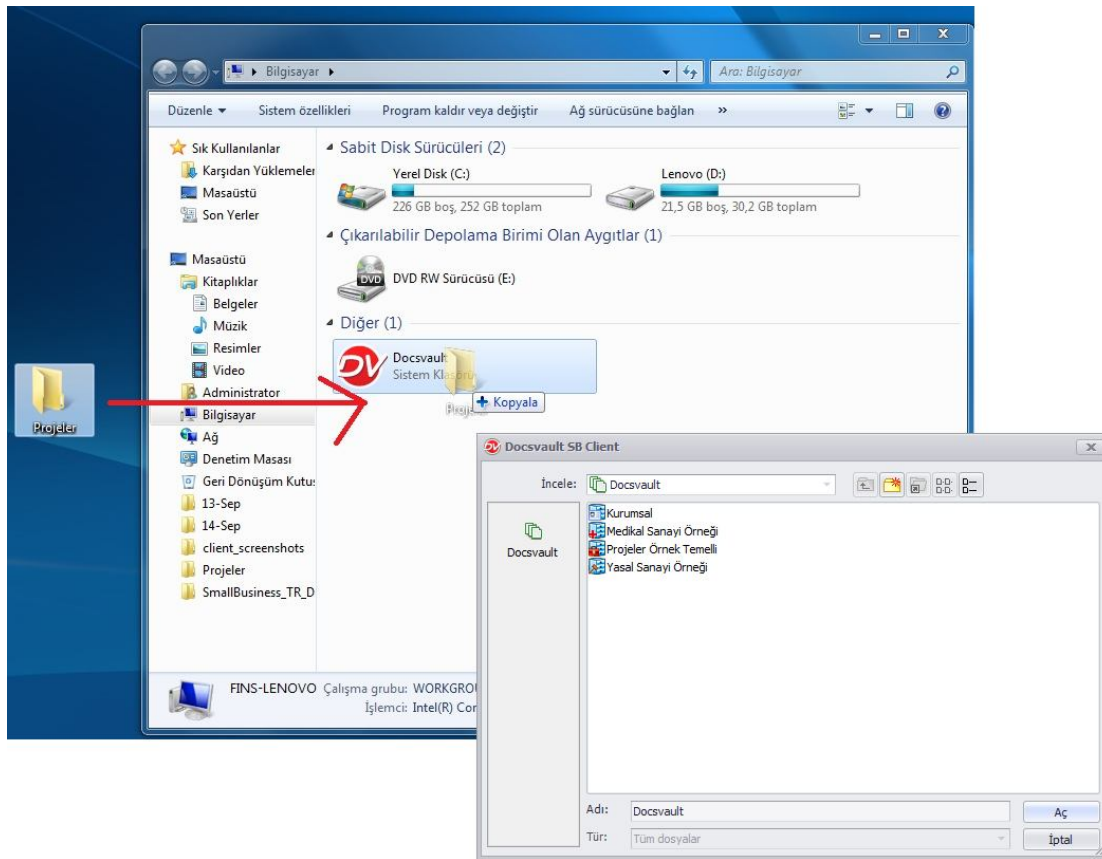 Bilgisayar
Ara: Bilgisayar
Düzenle
Sistem özellikleri
Program kaldır veya değiştir
Ağ sürücüsüne bağlan
»
Sık Kullanılanlar
Karşıdan Yüklemeler
Masaüstü
Son Yerler
Masaüstü
Kitaplıklar
Belgeler
Müzik
Resimler
Video
Administrator
Bilgisayar
Ağ
Denetim Masası
Geri Dönüşüm Kutu
13-Sep
14-Sep
client_screenshots
Projeler
SmallBusiness_TR_D
Sabit Disk Sürücüleri (2)
Yerel Disk (C:)
226 GB boş, 252 GB toplam
Lenovo (D:)
21,5 GB boş, 30,2 GB toplam
Çıkarılabilir Depolama Birimi Olan Aygıtlar (1)
DVD
DVD RW Sürücüsü (E:)
Diğer (1)
DV
Docsvault
Sistem Klasörü
Kopyala
Projeler
FINS-LENOVO
Çalışma grubu: WORKGROU
İşlemci: Intel(R) Cor
Docsvault SB Client
İncele:
Docsvault
Docsvault
Kurumsal
Medikal Sanayi Örneği
Projeler Örnek Temelli
Yasal Sanayi Örneği
Adı:
Docsvault
Aç
Tür:
Tüm dosyalar
İptal